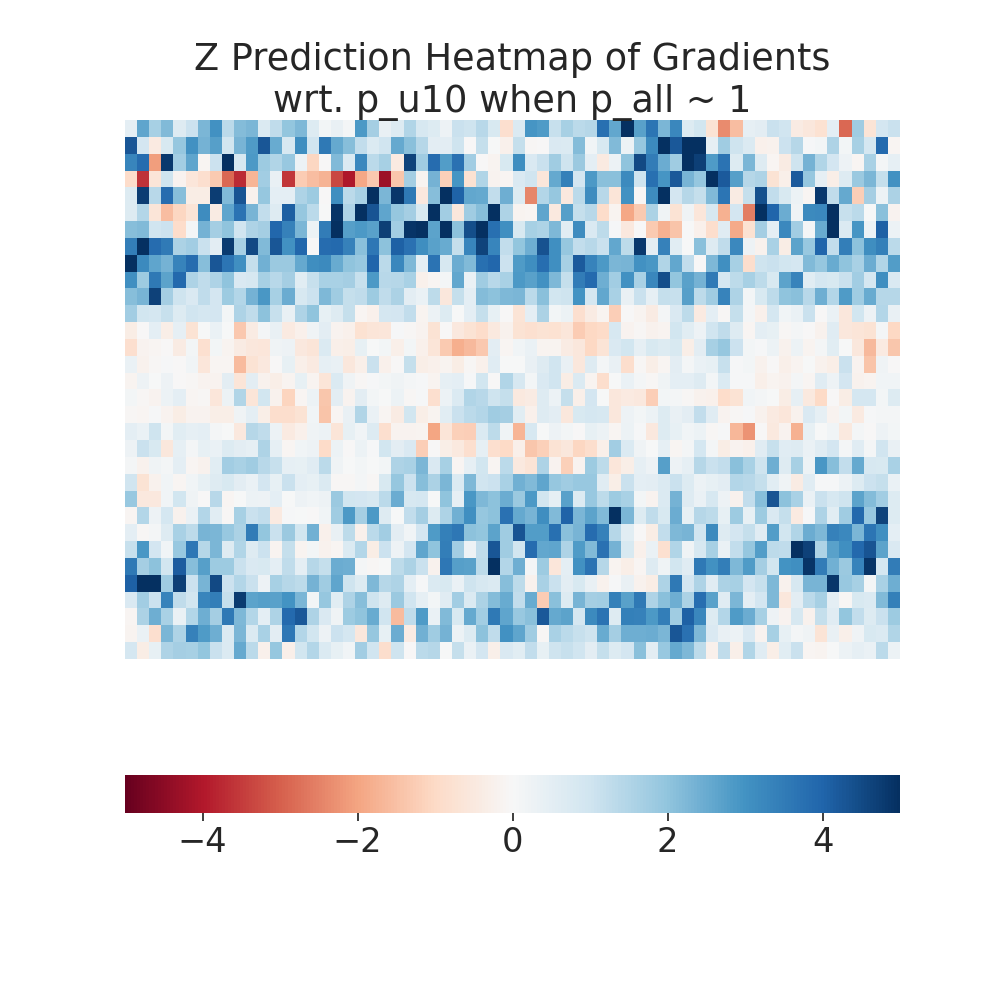 Z Prediction Heatmap of Gradients
wrt. p_u10 when p_all ~ 1
−4 −2 0 2 4